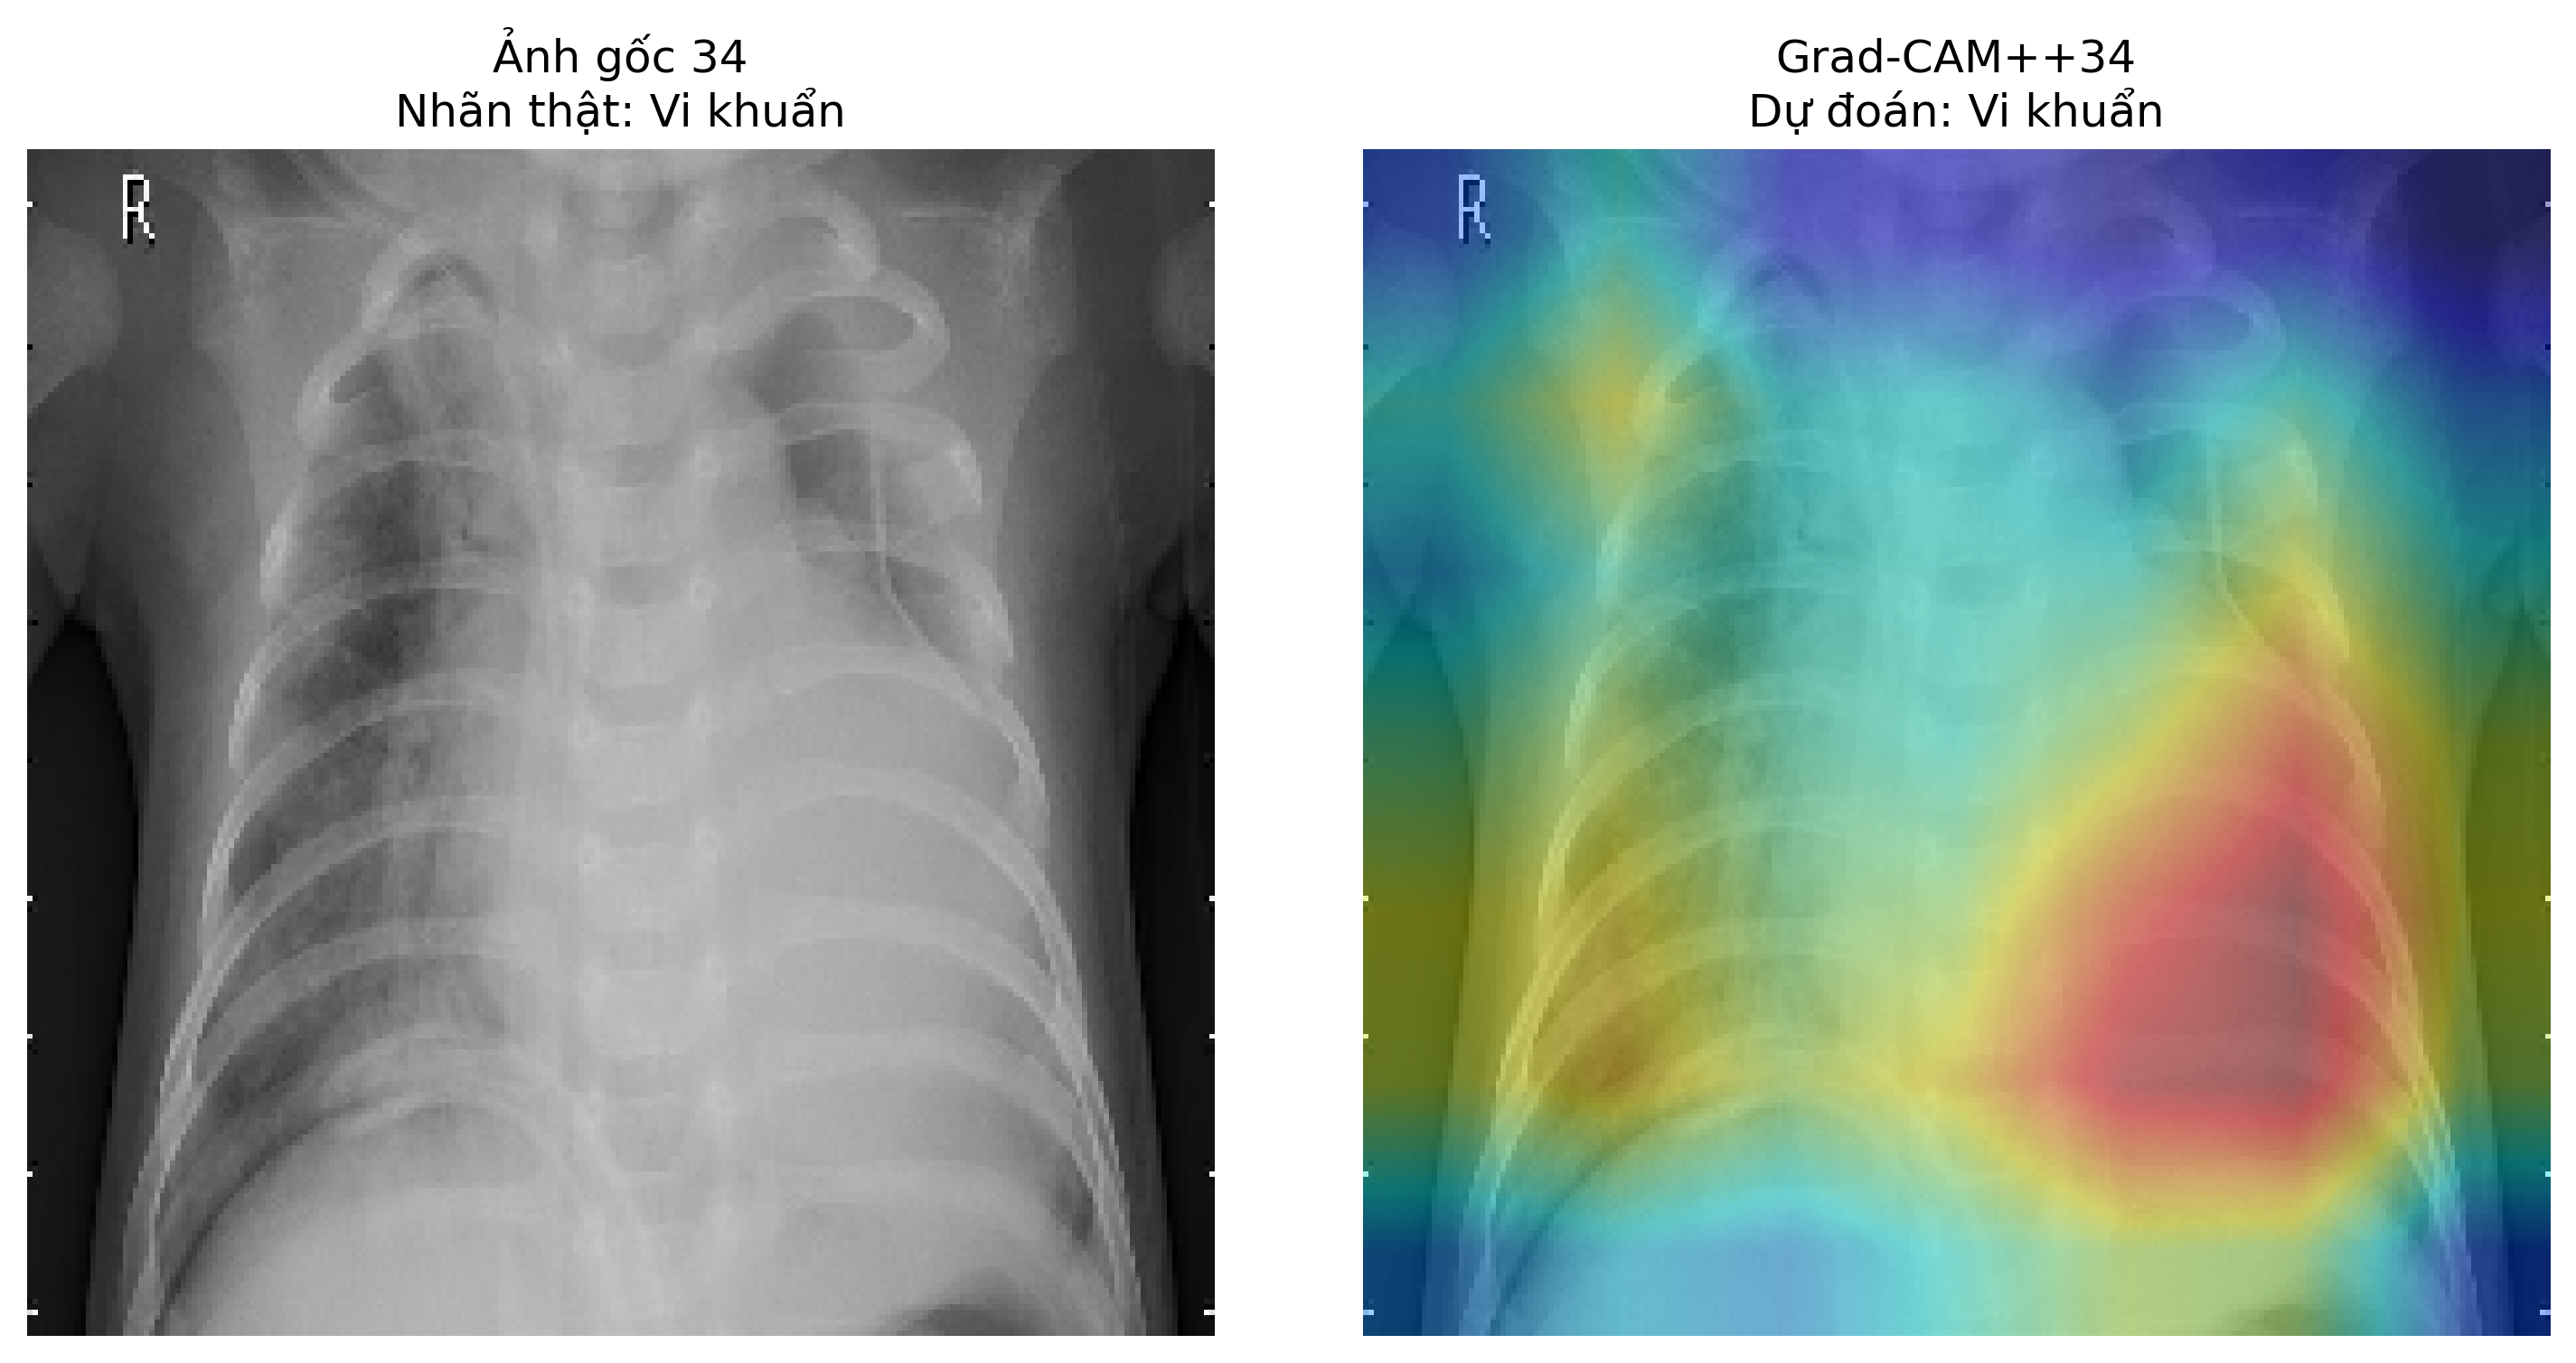 Ảnh gốc 34
Nhãn thật: Vi khuẩn
R
Grad-CAM++34
Dự đoán: Vi khuẩn
R